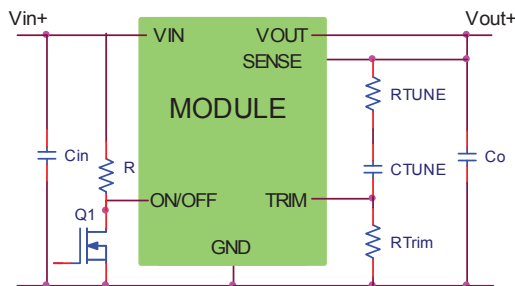 Vin+
Vout+
VIN
VOUT
SENSE
RTUNE
MODULE
Cin
R
CTUNE
Co
Q1
ON/OFF
TRIM
GND
RTrim